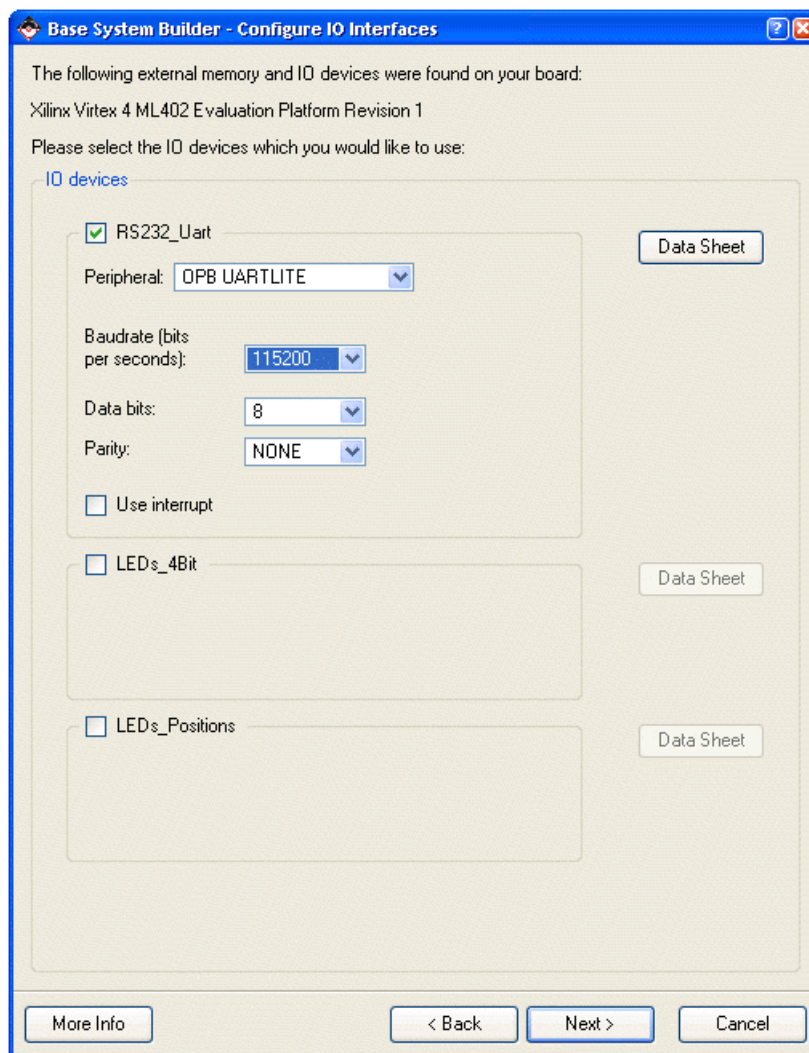 Base System Builder - Configure IO Interfaces
The following external memory and IO devices were found on your board:
Xilinx Virtex 4 ML402 Evaluation Platform Revision 1
Please select the IO devices which you would like to use:
IO devices
RS232_Uart
Data Sheet
Peripheral: OPB UARTLITE
Baudrate (bits
per seconds): 115200
Data bits: 8
Parity: NONE
Use interrupt
LEDs_4Bit
Data Sheet
LEDs_Positions
Data Sheet
More Info < Back Next > Cancel